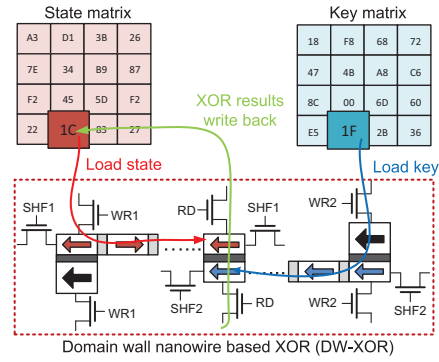 State matrix
Key matrix
A3 D1 3B 26
7E 34 B9 87
F2 45 5D F2
22 1C 83 27
18 F8 68 72
47 4B A8 C6
8C 00 6D 60
E5 1F 2B 36
XOR results
write back
Load state
Load key
SHF1
WR1
RD
SHF1
WR2
SHF2
WR1
RD
WR2
SHF2
Domain wall nanowire based XOR (DW-XOR)